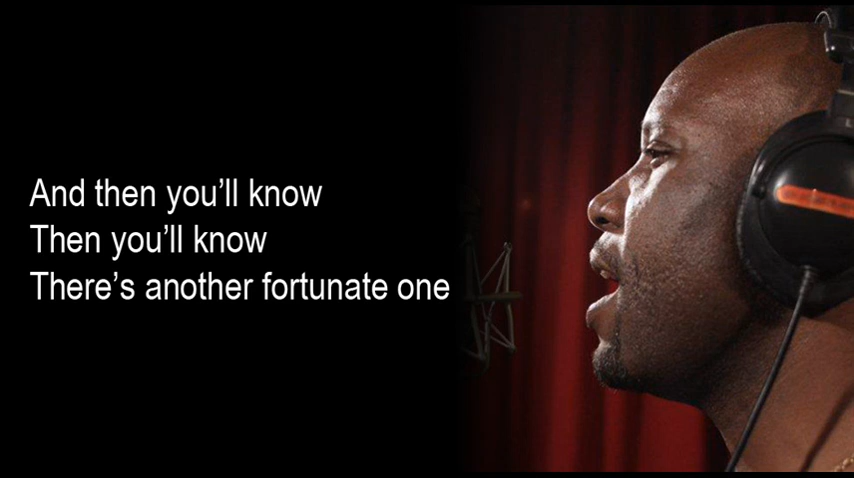 And then you’ll know
Then you’ll know
There’s another fortunate one